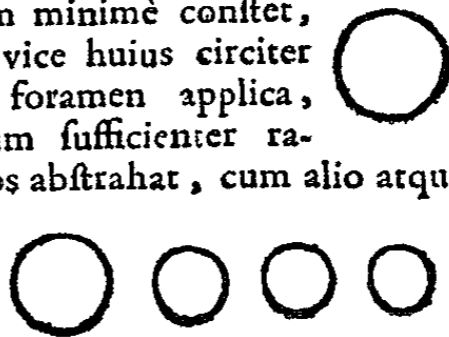 n minimè conſtet,
vice huius circiter
foramen applica,
m ſufficienter ra-
os abſtrahat, cum alio atqu